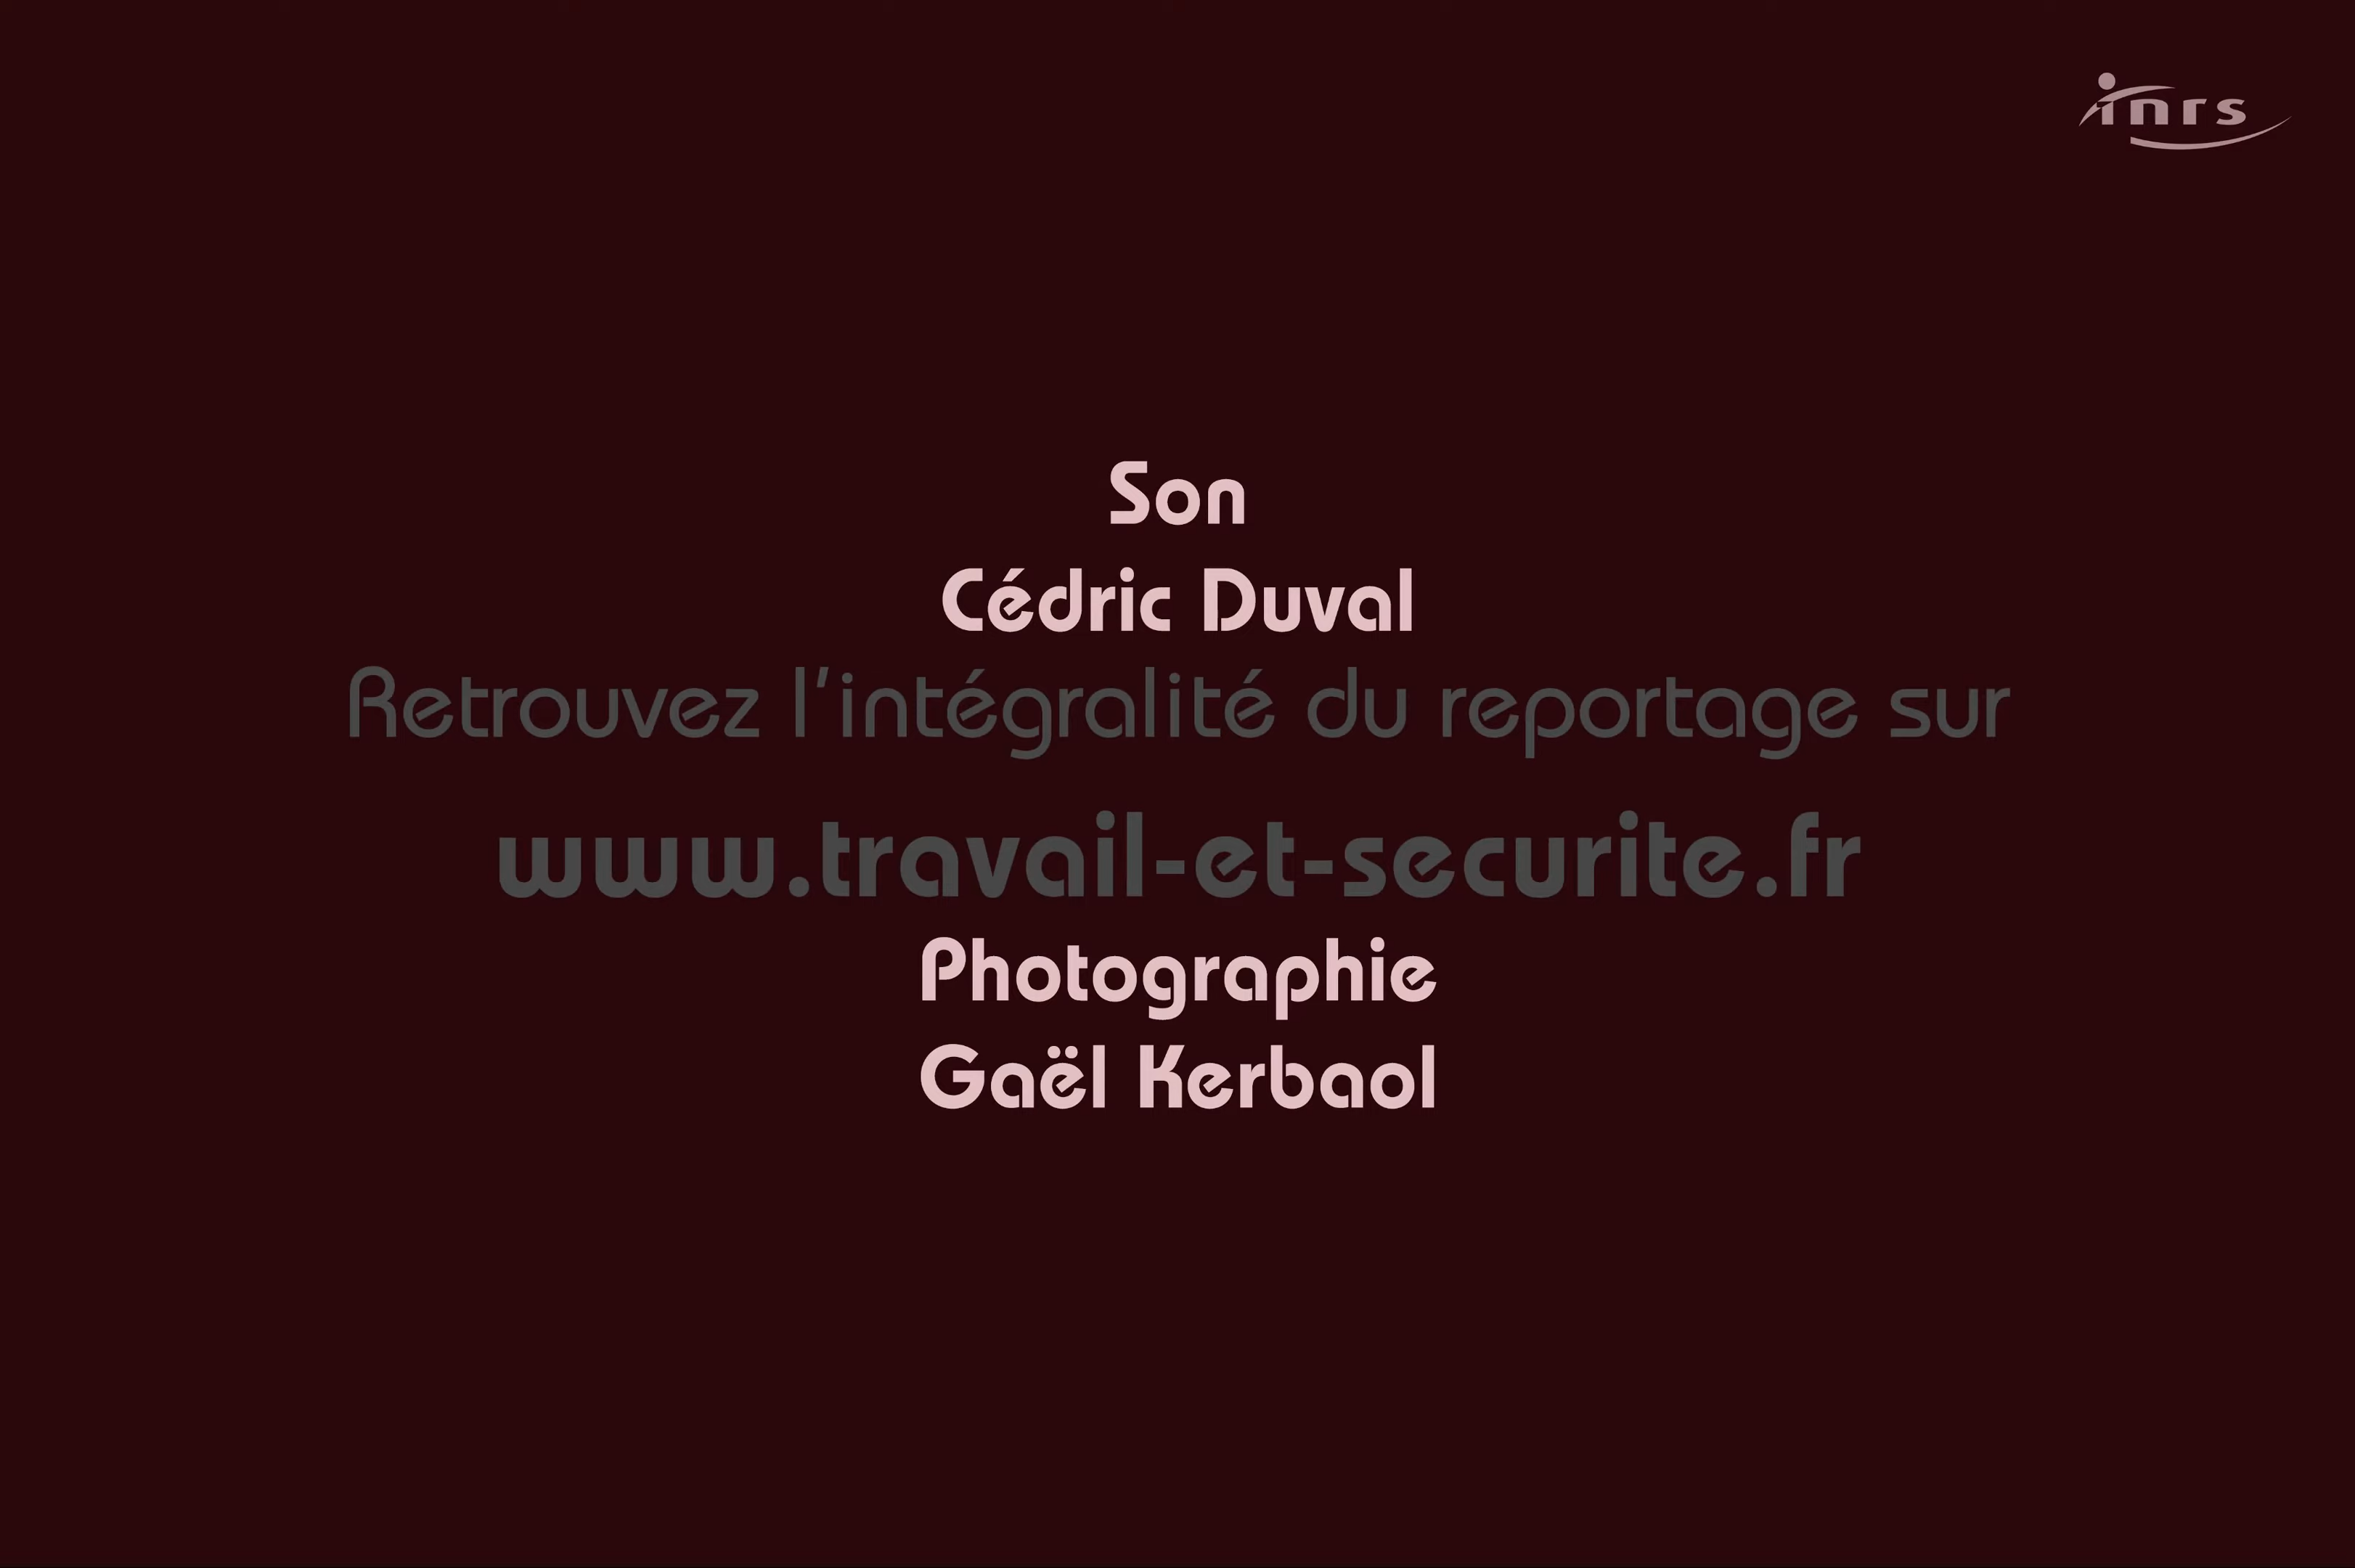 inrs
Son
Cédric Duval
Retrouvez l'intégralité du reportage sur
www.travail-et-securite.fr
Photographie
Gaël Kerbaol